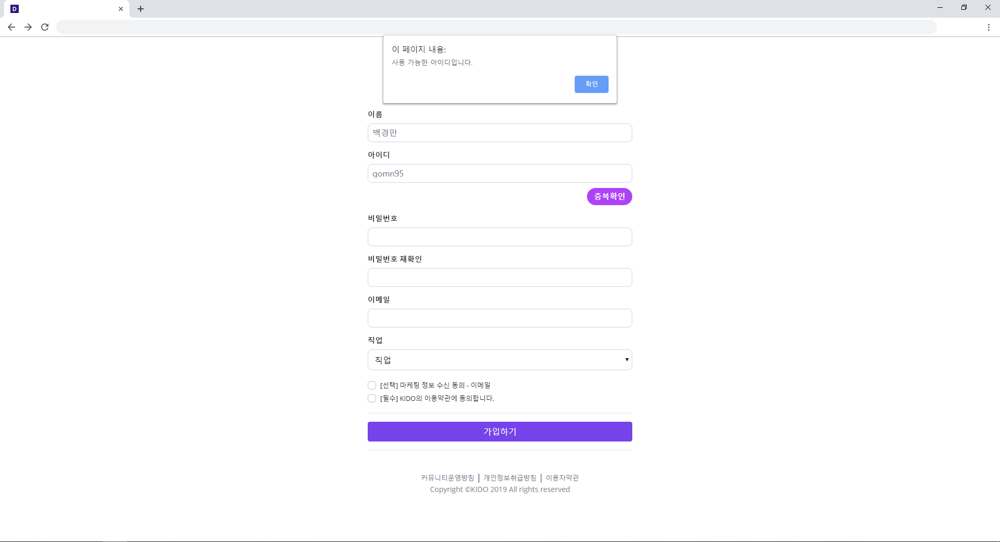 D
이 페이지 내용:
사용 가능한 아이디입니다.
확인
이름
백경만
아이디
gomn95
중복확인
비밀번호
비밀번호 재확인
이메일
직업
직업
[선택] 마케팅 정보 수신 동의 - 이메일
[필수] KIDO의 이용약관에 동의합니다.
가입하기
커뮤니티운영방침 | 개인정보취급방침 | 이용자약관
Copyright ©KIDO 2019 All rights reserved